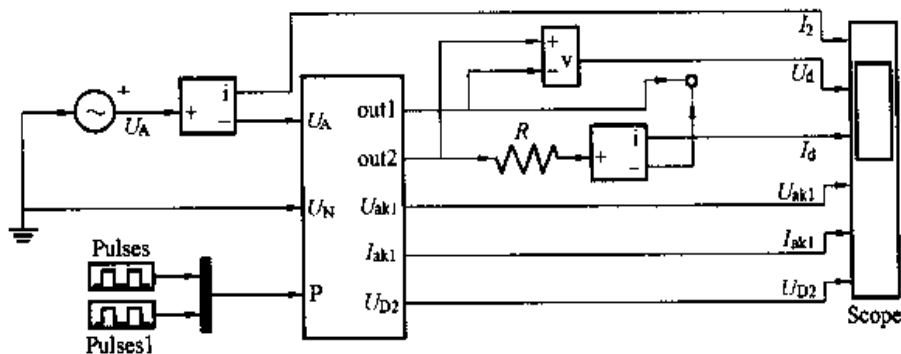 I2
+
v
−
Ud
+
UA
+
i
−
UA
out1
R
out2
+
i
−
Id
UN
Uak1
Uak1
Pulses
Iak1
Iak1
P
UD2
UD2
Pulses1
Scope